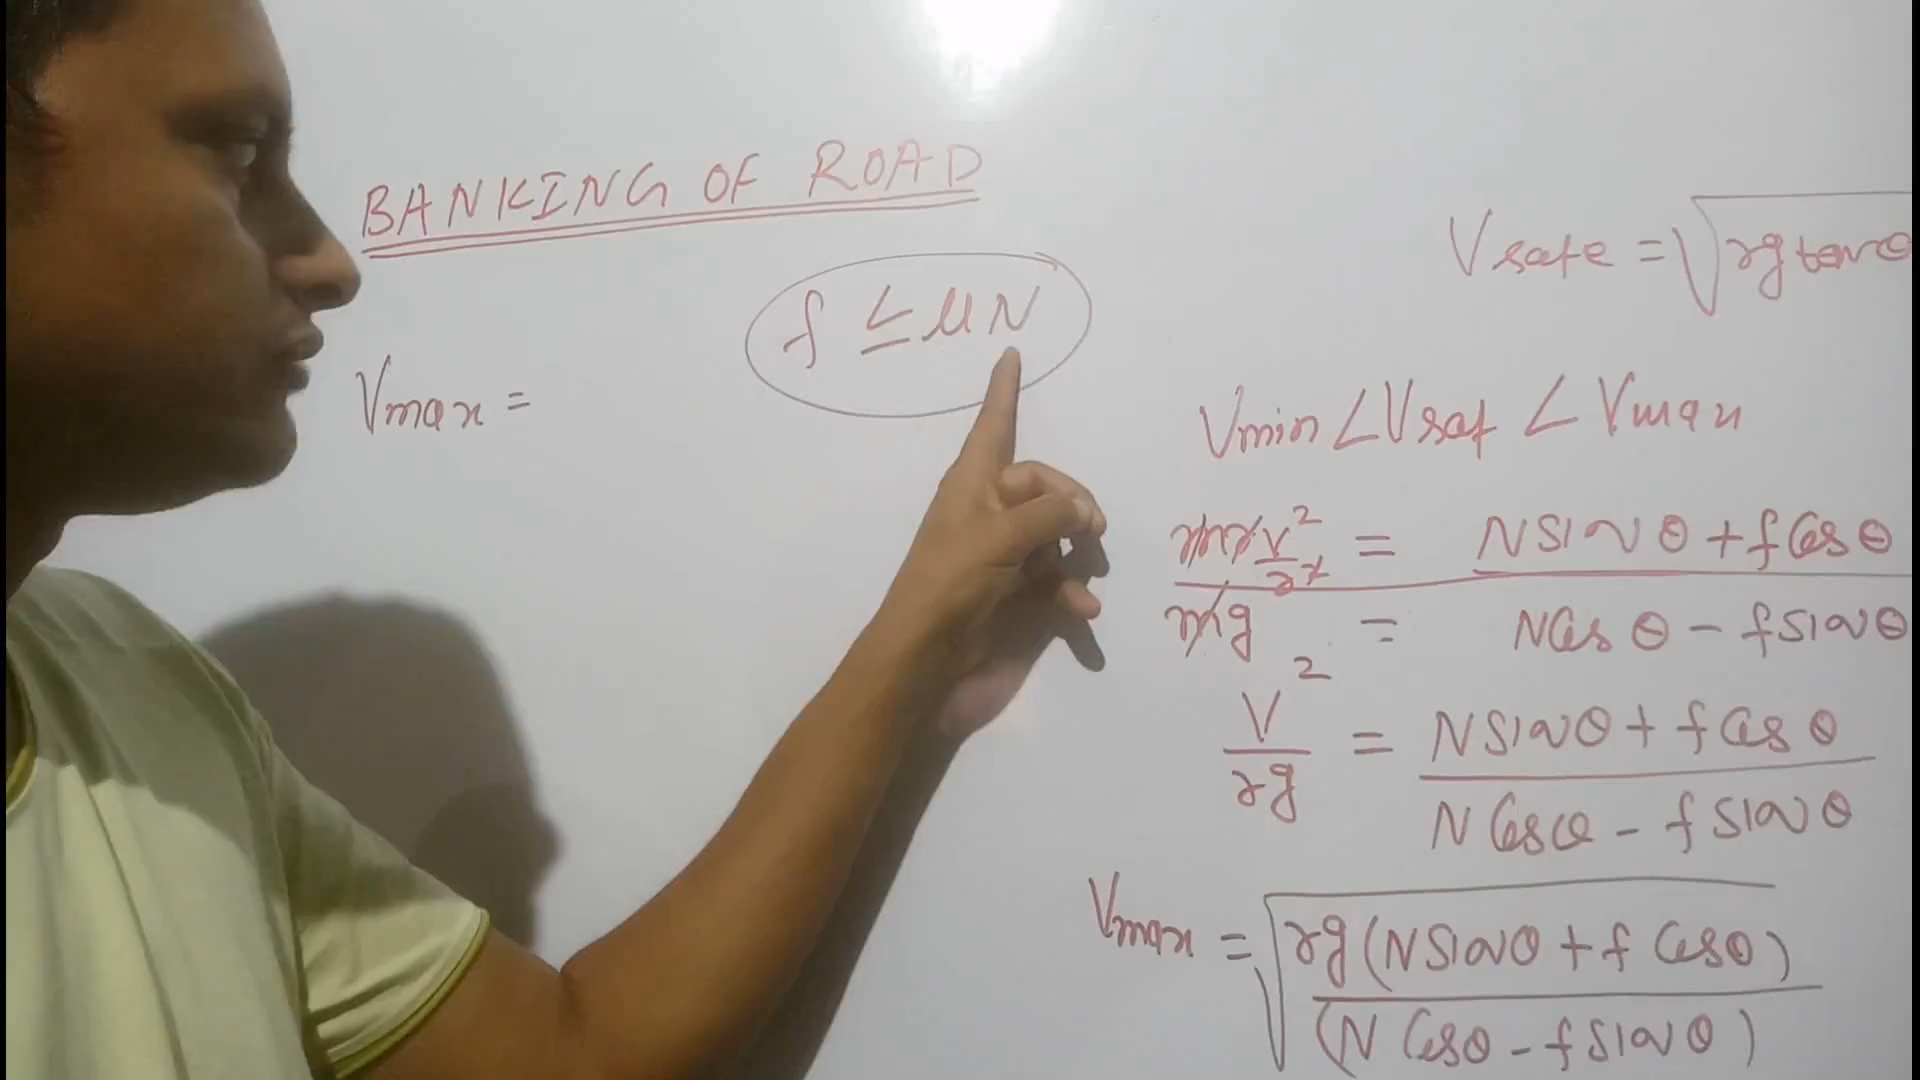 BANKING OF ROAD
f ≤ μN
Vmax =
Vsafe = √rg tanθ
Vmin < Vsaf < Vmax
m×v²/r× = Nsinθ + f Cosθ
mg = NCosθ - f sinθ
V²/rg = Nsinθ + f Cosθ / N Cosθ - f sinθ
Vmax = √rg(Nsinθ + f Cosθ) / (N Cosθ - f sinθ)